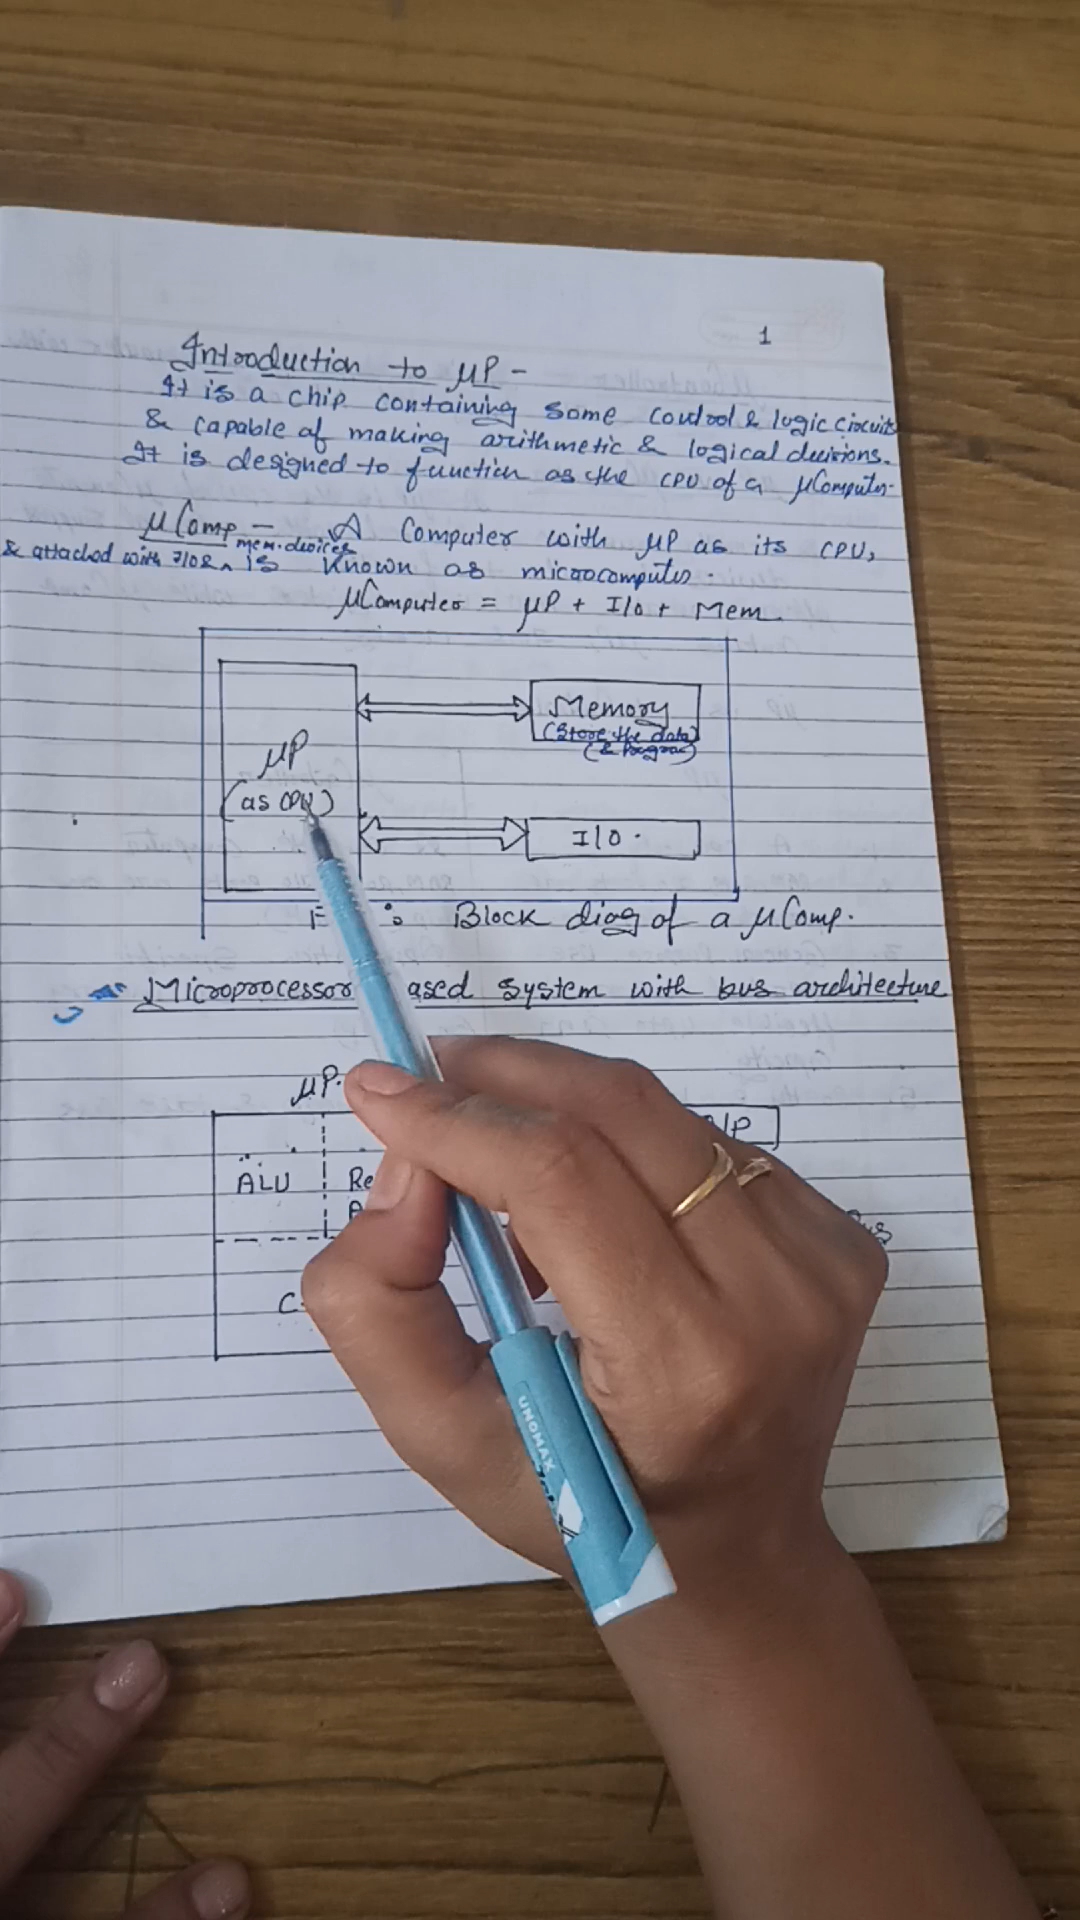 1
Introduction to μP -
It is a chip containing some control & logic circuit
& capable of making arithmetic & logical decisions.
It is designed to function as the CPU of a μComputer.
μComp - A Computer with μP as its CPU,
& attached with I/O & mem. devices is known as microcomputer.
μComputer = μP + I/O + Mem
μP
(as CPU)
Memory
(Store the data
& Program)
I/O
Block diag of a μComp.
Microprocessor ased system with bus architecture
μP
I/P
ALU
Re
A
C
UNOMAX